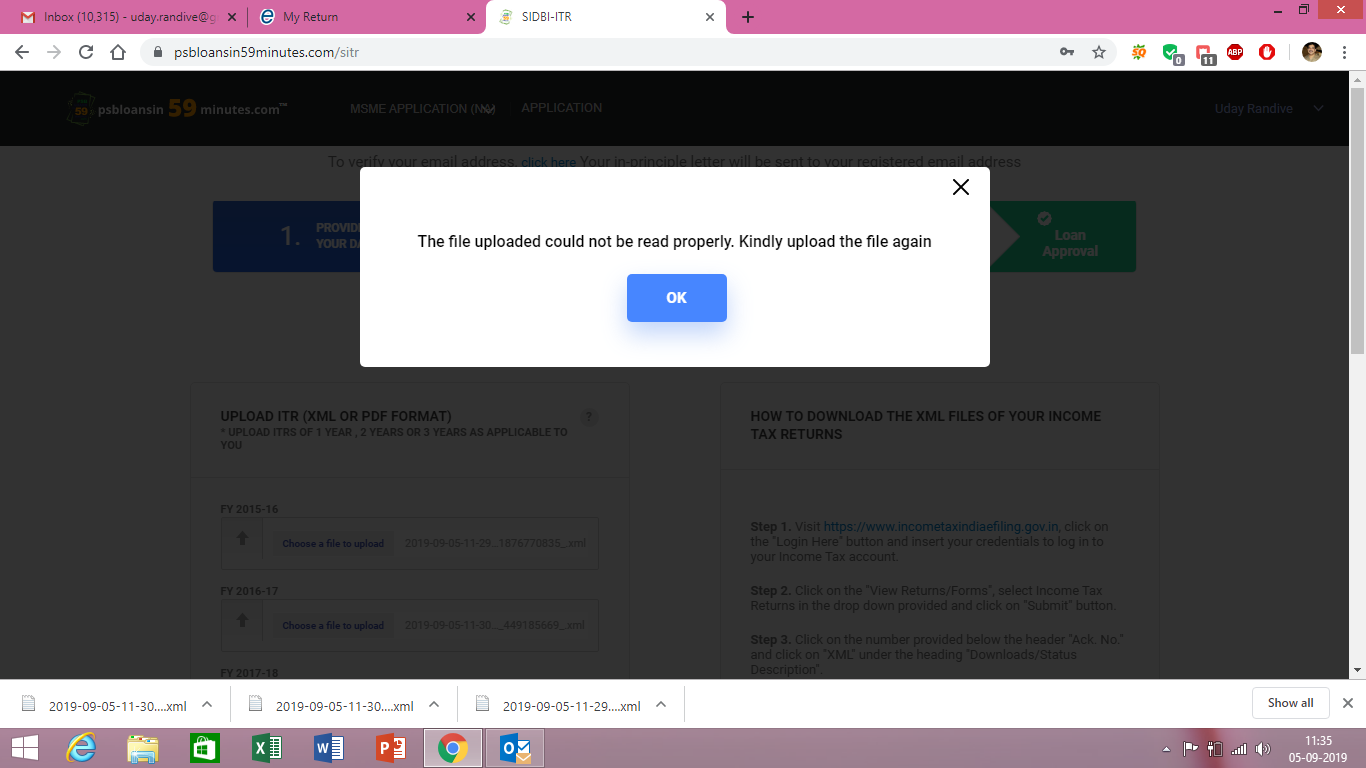 Inbox (10,315) - uday.randive@g
My Return
SIDBI-ITR
psbloansin59minutes.com/sitr
0
11
ABP
psbloansin 59 minutes.com™
MSME APPLICATION (NM)
APPLICATION
Uday Randive
To verify your email address, click here Your in-principle letter will be sent to your registered email address
1.
PROVID
YOUR DA
Loan
Approval
The file uploaded could not be read properly. Kindly upload the file again
OK
UPLOAD ITR (XML OR PDF FORMAT)
?
* UPLOAD ITRS OF 1 YEAR , 2 YEARS OR 3 YEARS AS APPLICABLE TO
YOU
FY 2015-16
Choose a file to upload
2019-09-05-11-29...1876770835_.xml
FY 2016-17
Choose a file to upload
2019-09-05-11-30..._449185669_.xml
FY 2017-18
HOW TO DOWNLOAD THE XML FILES OF YOUR INCOME
TAX RETURNS
Step 1. Visit https://www.incometaxindiaefiling.gov.in, click on
the "Login Here" button and insert your credentials to log in to
your Income Tax account.
Step 2. Click on the "View Returns/Forms", select Income Tax
Returns in the drop down provided and click on "Submit" button.
Step 3. Click on the number provided below the header "Ack. No."
and click on "XML" under the heading "Downloads/Status
Description".
2019-09-05-11-30....xml
2019-09-05-11-30....xml
2019-09-05-11-29....xml
Show all
11:35
05-09-2019